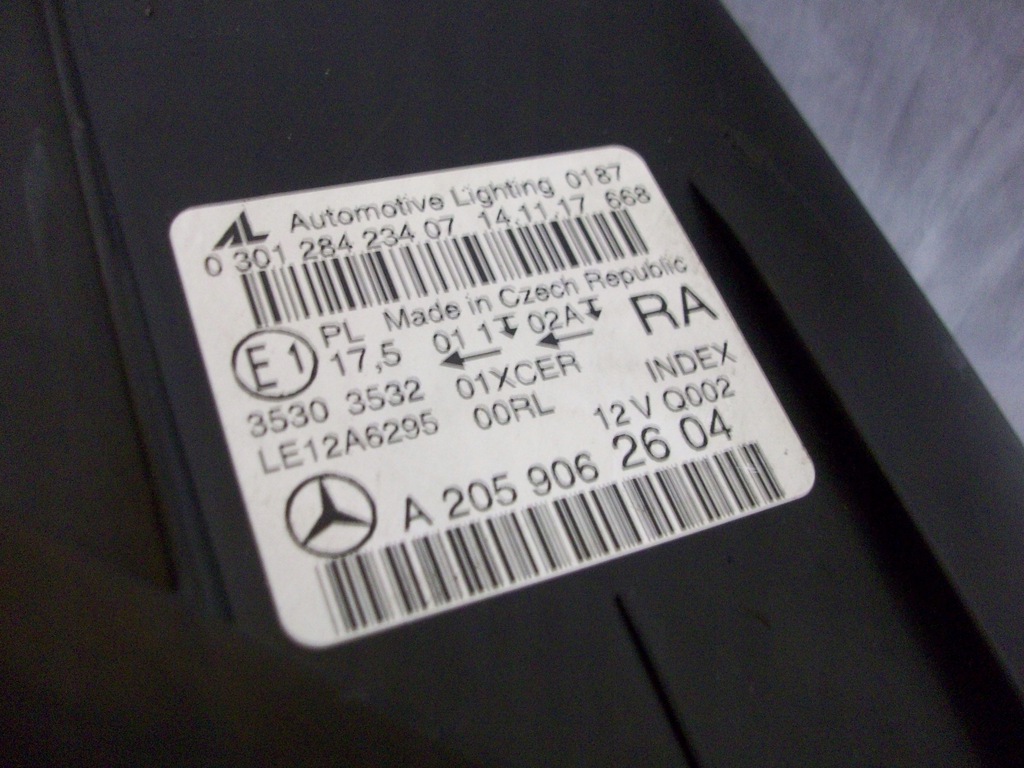 AL Automotive Lighting 0187
0 301 284 234 07 14.11.17 668
Made in Czech Republic
E1 PL 17,5 01 1 02A RA
3530 3532 01XCER INDEX
LE12A6295 00RL 12V Q002
A 205 906 26 04